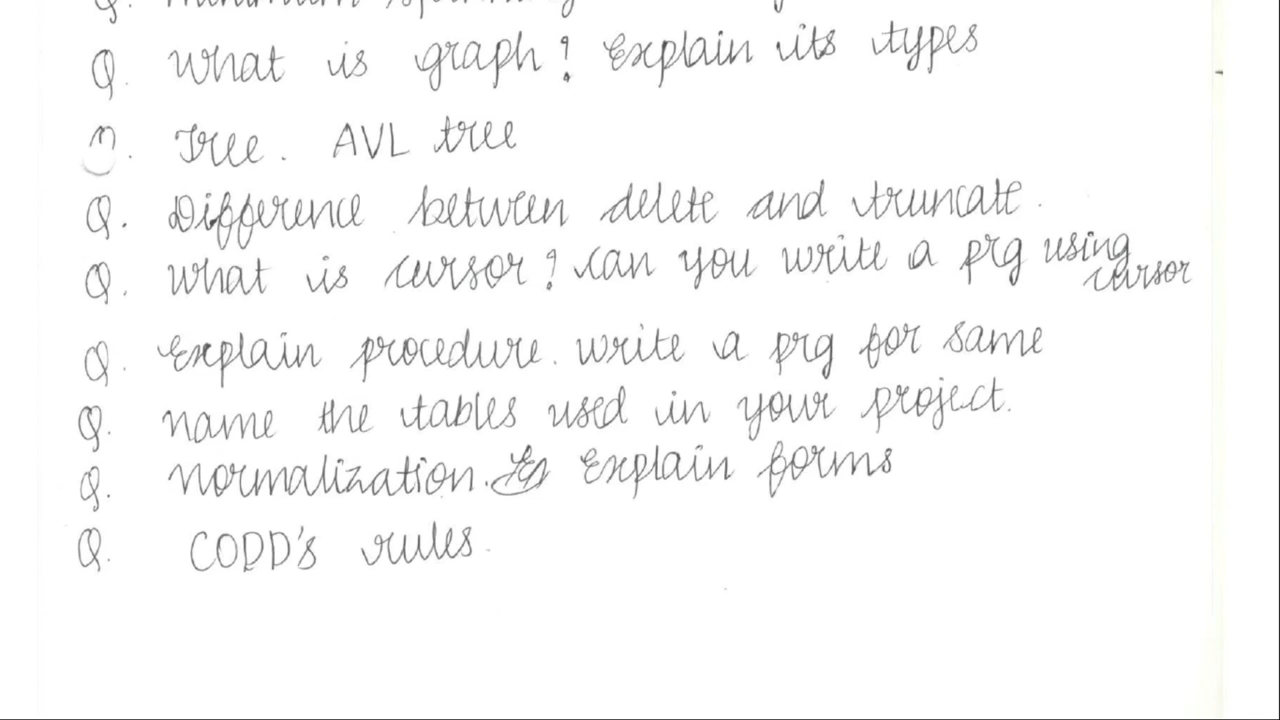 Q. What is graph? Explain its types
Q. Tree. AVL tree
Q. Difference between delete and truncate.
Q. what is cursor? can you write a prg using cursor
Q. Explain procedure. write a prg for same
Q. name the tables used in your project.
Q. Normalization. Explain forms
Q. CODD's rules.